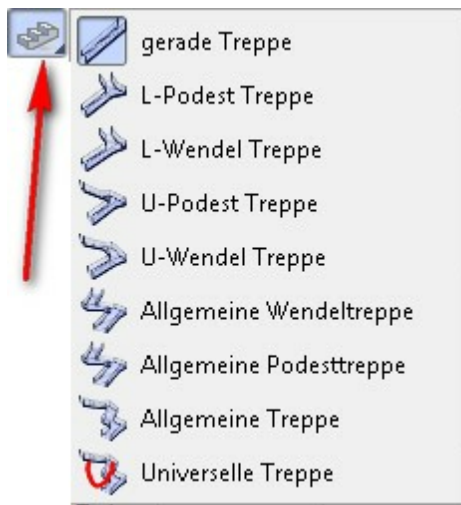 gerade Treppe
L-Podest Treppe
L-Wendel Treppe
U-Podest Treppe
U-Wendel Treppe
Allgemeine Wendeltreppe
Allgemeine Podesttreppe
Allgemeine Treppe
Universelle Treppe